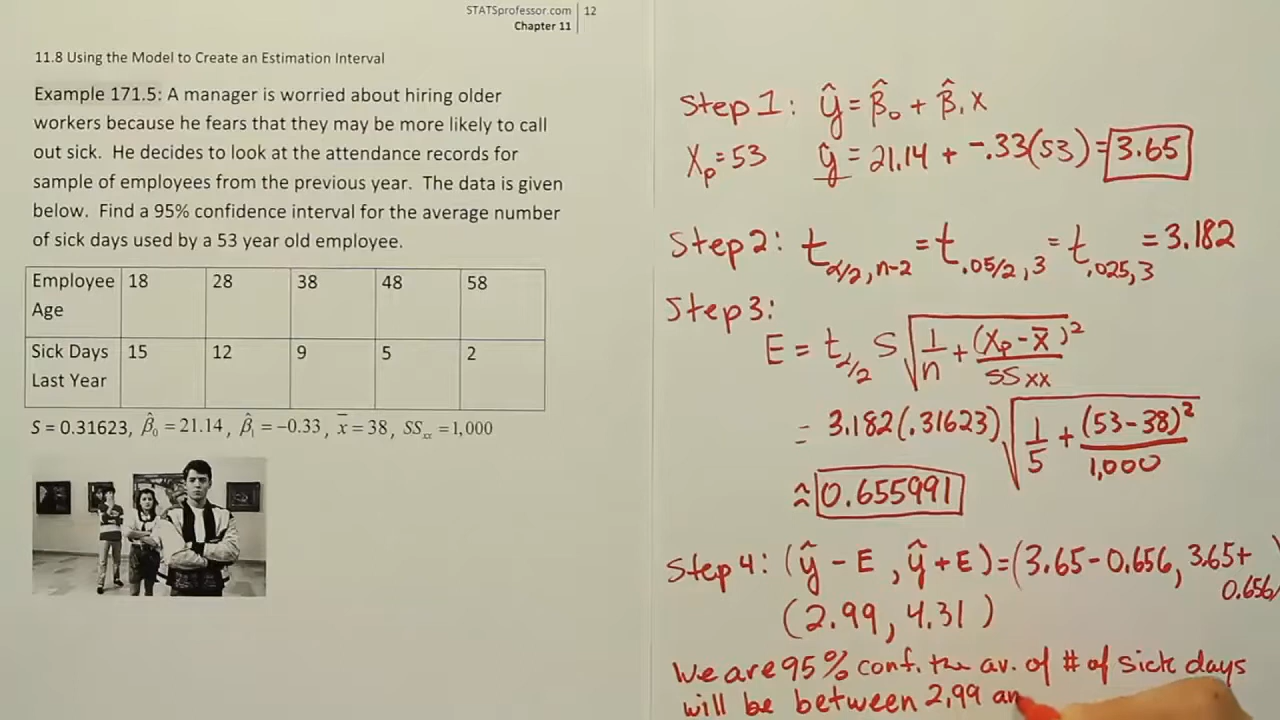 STATSprofessor.com 12
Chapter 11
11.8 Using the Model to Create an Estimation Interval
Example 171.5: A manager is worried about hiring older
workers because he fears that they may be more likely to call
out sick. He decides to look at the attendance records for
sample of employees from the previous year. The data is given
below. Find a 95% confidence interval for the average number
of sick days used by a 53 year old employee.
Employee Age 18 28 38 48 58
Sick Days Last Year 15 12 9 5 2
S = 0.31623, β̂₀ = 21.14, β̂₁ = −0.33, x̄ = 38, SSₓₓ = 1,000
Step 1: ŷ = β̂₀ + β̂₁ x
Xₚ = 53 ŷ = 21.14 + -.33(53) = 3.65
Step 2: t α/2, n-2 = t .05/2, 3 = t .025, 3 = 3.182
Step 3:
E = t α/2 S √(1/n + (Xₚ - x̄)²/SSxx)
= 3.182(.31623) √(1/5 + (53-38)²/1,000)
≈ 0.655991
Step 4: (ŷ - E, ŷ + E) = (3.65 - 0.656, 3.65 + 0.656)
(2.99, 4.31)
We are 95% conf. the av. of # of sick days
will be between 2.99 an